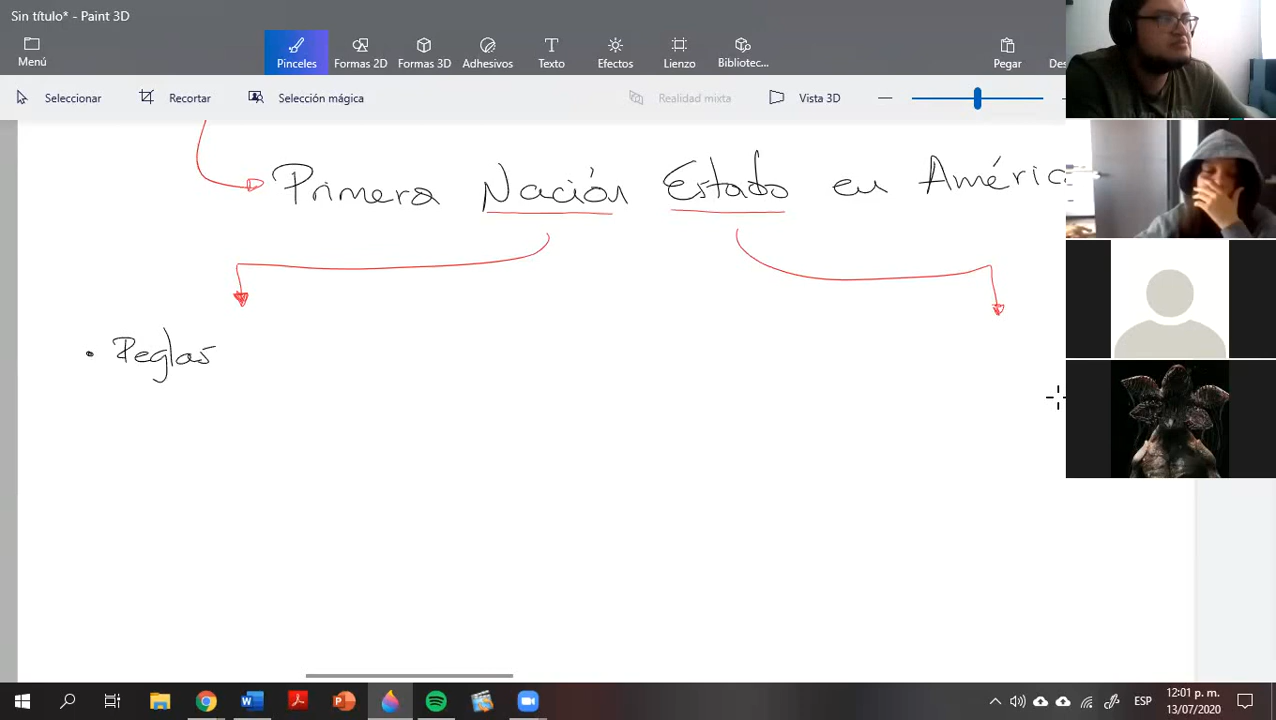 Sin título* - Paint 3D
Menú
Pinceles
Formas 2D
Formas 3D
Adhesivos
Texto
Efectos
Lienzo
Bibliotec...
Pegar
Des
Seleccionar
Recortar
Selección mágica
Realidad mixta
Vista 3D
Primera Nación Estado en Améric
• Reglas
ESP
12:01 p. m.
13/07/2020